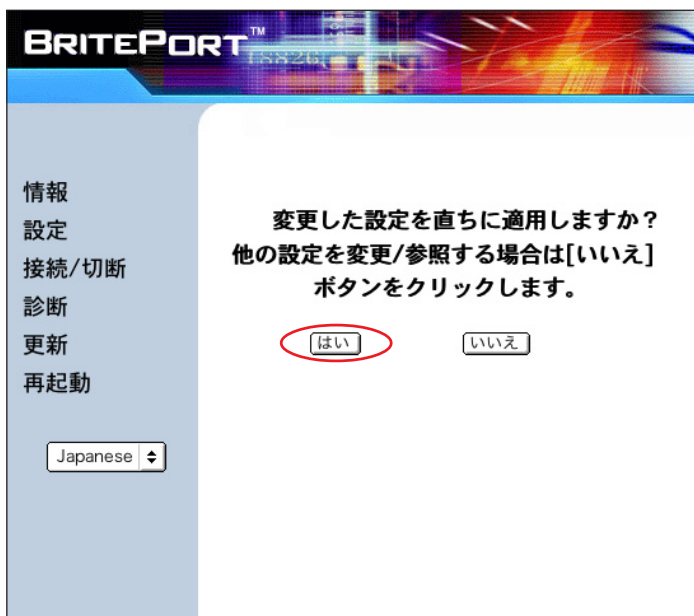 BRITEPORT™
18826
情報
設定
接続/切断
診断
更新
再起動
Japanese
変更した設定を直ちに適用しますか？
他の設定を変更/参照する場合は[いいえ]
ボタンをクリックします。
はい いいえ